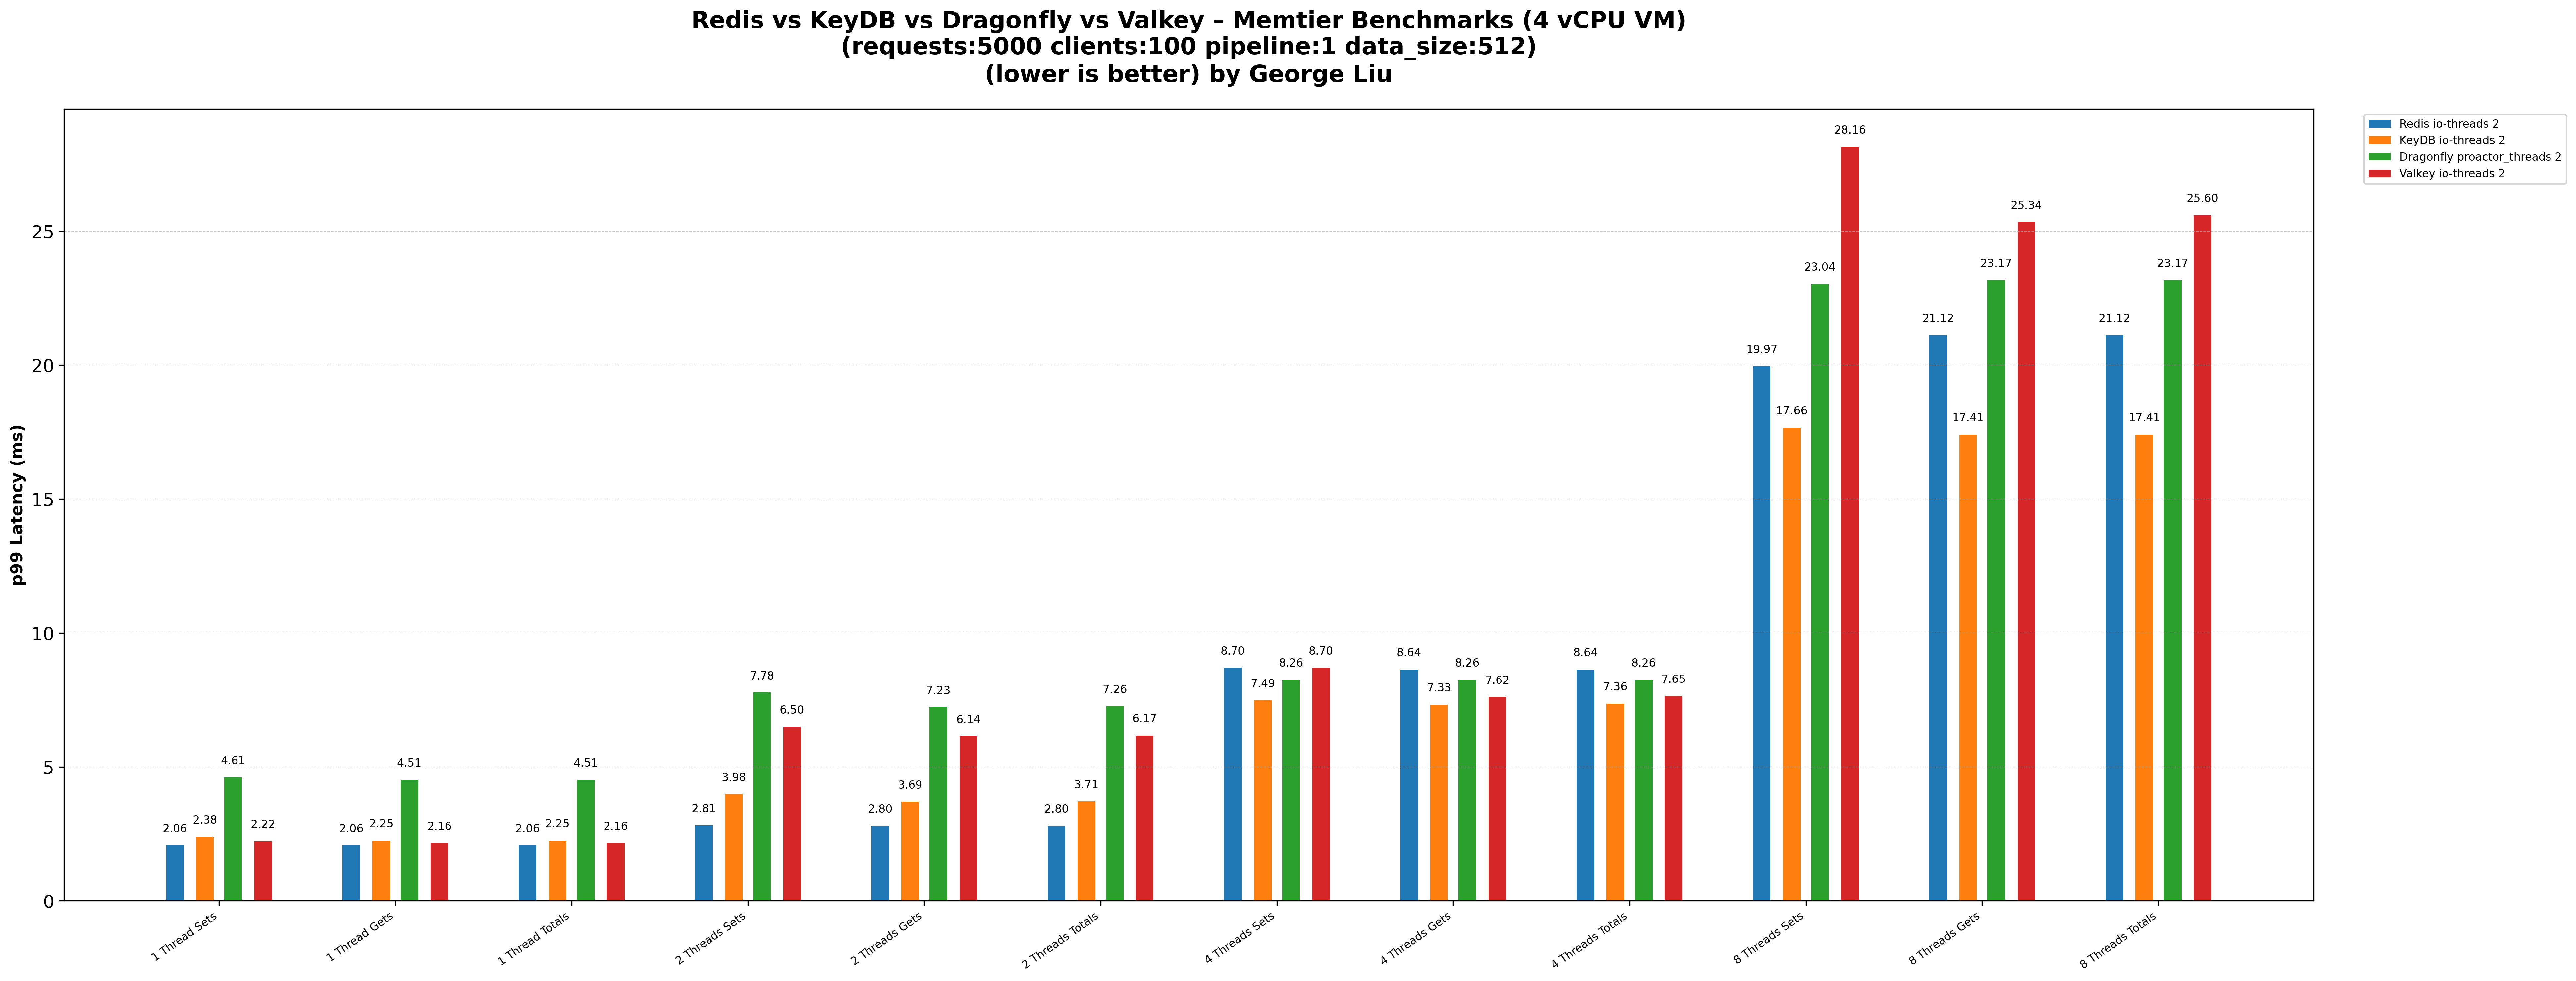 Redis vs KeyDB vs Dragonfly vs Valkey – Memtier Benchmarks (4 vCPU VM)
(requests:5000 clients:100 pipeline:1 data_size:512)
(lower is better) by George Liu
Redis io-threads 2
KeyDB io-threads 2
Dragonfly proactor_threads 2
Valkey io-threads 2
p99 Latency (ms)
25
20
15
10
5
0
2.06
2.38
4.61
2.22
2.06
2.25
4.51
2.16
2.06
2.25
4.51
2.16
2.81
3.98
7.78
6.50
2.80
3.69
7.23
6.14
2.80
3.71
7.26
6.17
8.70
7.49
8.26
8.70
8.64
7.33
8.26
7.62
8.64
7.36
8.26
7.65
19.97
17.66
23.04
28.16
21.12
17.41
23.17
25.34
21.12
17.41
23.17
25.60
1 Thread Sets
1 Thread Gets
1 Thread Totals
2 Threads Sets
2 Threads Gets
2 Threads Totals
4 Threads Sets
4 Threads Gets
4 Threads Totals
8 Threads Sets
8 Threads Gets
8 Threads Totals